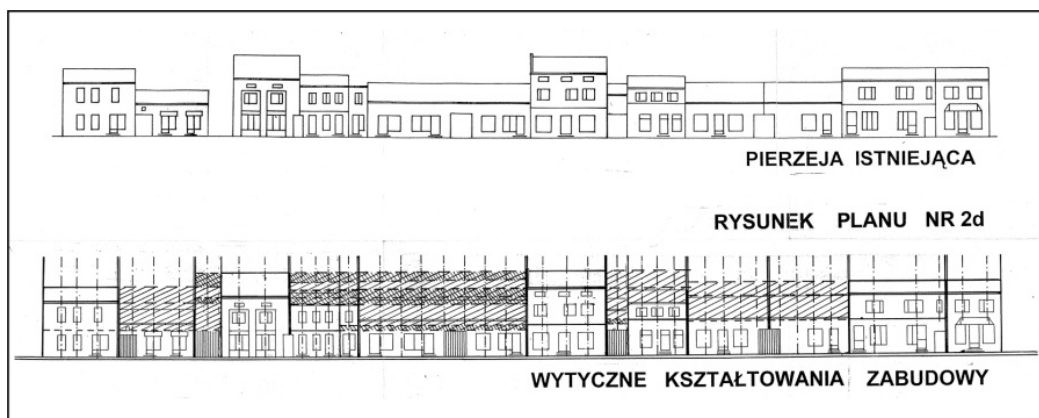 PIERZEJA ISTNIEJĄCA
RYSUNEK PLANU NR 2d
WYTYCZNE KSZTAŁTOWANIA ZABUDOWY